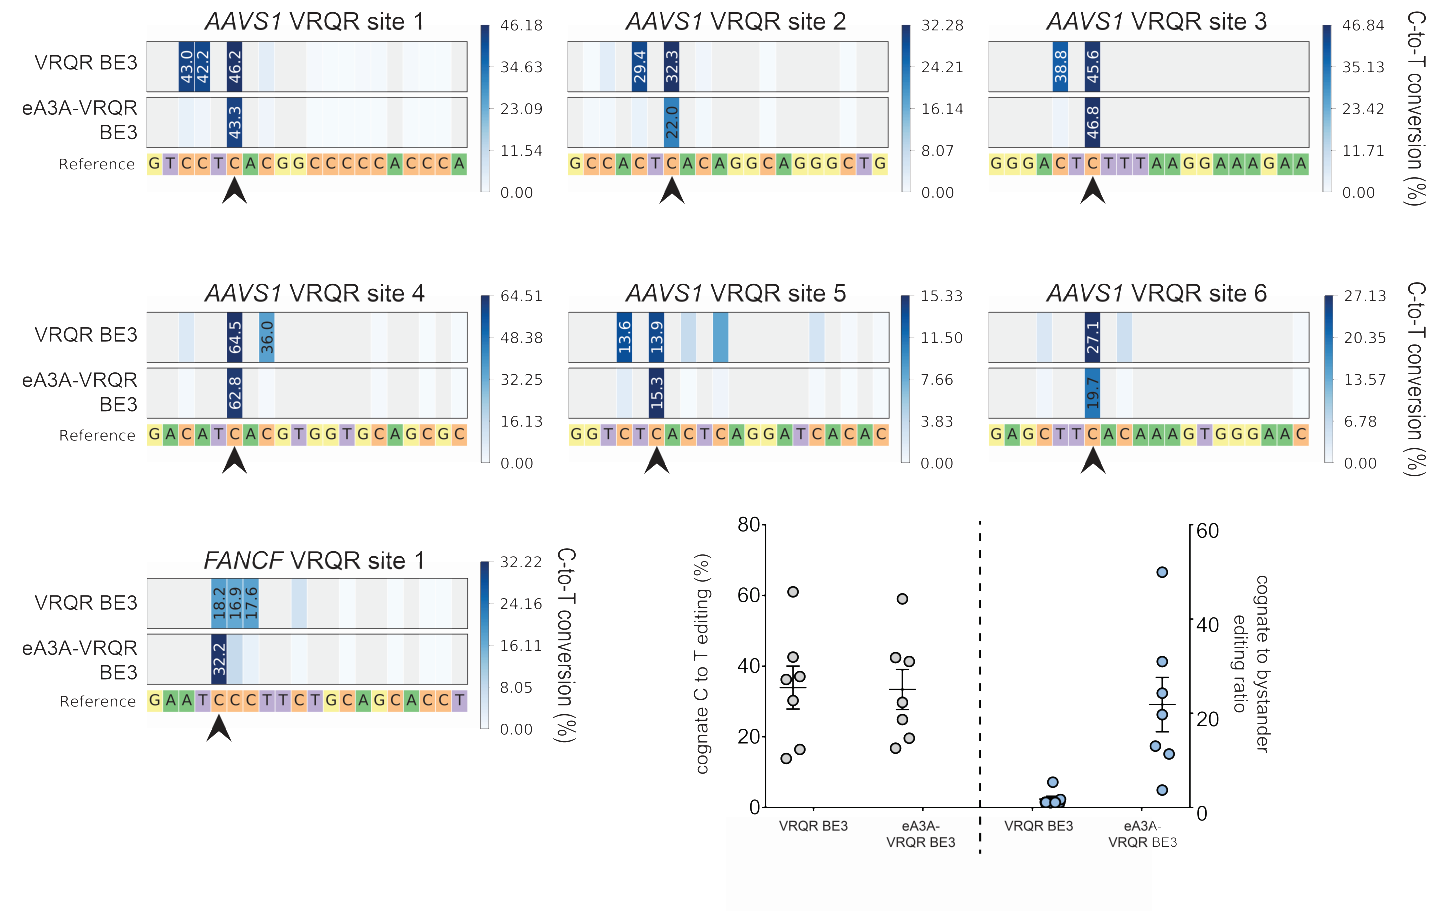 AAVS1 VRQR site 1
VRQR BE3
43.0 42.2 46.2
eA3A-VRQR
BE3
43.3
Reference
G T C C T C A C G G C C C C C A C C C A
46.18
34.63
23.09
11.54
0.00
AAVS1 VRQR site 2
29.4 32.3
22.0
G C C A C T C A C A G G C A G G G C T G
32.28
24.21
16.14
8.07
0.00
AAVS1 VRQR site 3
38.8 45.6
46.8
G G G A C T C T T T A A G G A A A G A A
46.84
35.13
23.42
11.71
0.00
C-to-T conversion (%)
AAVS1 VRQR site 4
VRQR BE3
64.5 36.0
eA3A-VRQR
BE3
62.8
Reference
G A C A T C A C G T G G T G C A G C G C
64.51
48.38
32.25
16.13
0.00
AAVS1 VRQR site 5
13.6 13.9
15.3
G G T C T C A C T C A G G A T C A C A C
15.33
11.50
7.66
3.83
0.00
AAVS1 VRQR site 6
27.1
19.7
G A G C T T C A C A A A G T G G G A A C
27.13
20.35
13.57
6.78
0.00
C-to-T conversion (%)
FANCF VRQR site 1
VRQR BE3
18.2 16.9 17.6
eA3A-VRQR
BE3
32.2
Reference
G A A T C C C T T C T G C A G C A C C T
32.22
24.16
16.11
8.05
0.00
C-to-T conversion (%)
cognate C to T editing (%)
80
60
40
20
0
VRQR BE3
eA3A-
VRQR BE3
VRQR BE3
eA3A-
VRQR BE3
60
40
20
0
cognate to bystander
editing ratio